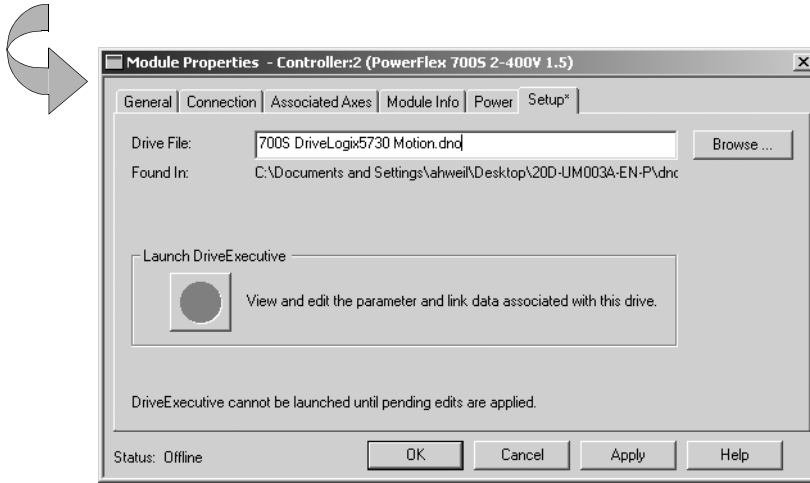 Module Properties - Controller:2 (PowerFlex 700S 2-400V 1.5)
General Connection Associated Axes Module Info Power Setup*
Drive File: 700S DriveLogix5730 Motion.dno Browse ...
Found In: C:\Documents and Settings\ahweil\Desktop\20D-UM003A-EN-P\dnc
Launch DriveExecutive
View and edit the parameter and link data associated with this drive.
DriveExecutive cannot be launched until pending edits are applied.
Status: Offline OK Cancel Apply Help